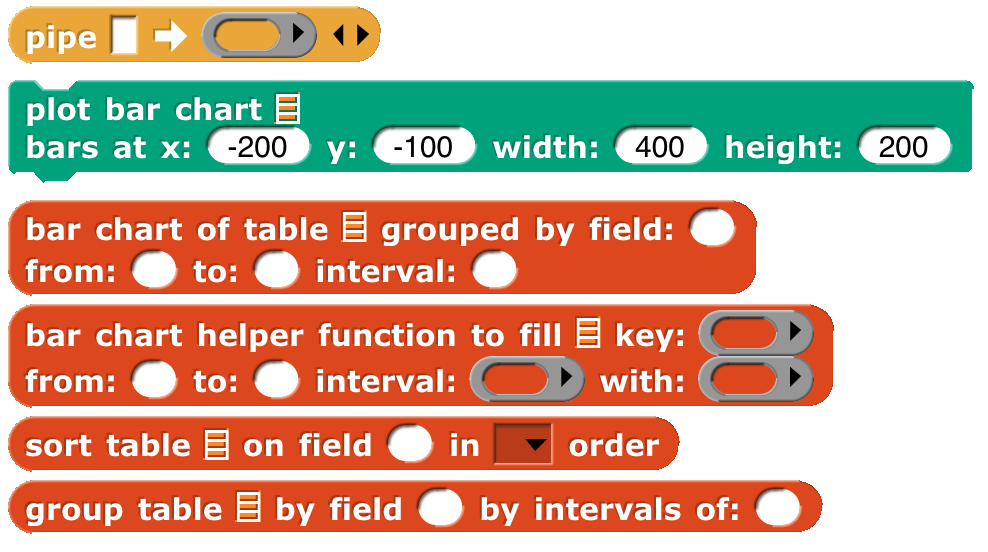 pipe
plot bar chart
bars at x: -200 y: -100 width: 400 height: 200
bar chart of table grouped by field:
from: to: interval:
bar chart helper function to fill key:
from: to: interval: with:
sort table on field in order
group table by field by intervals of: